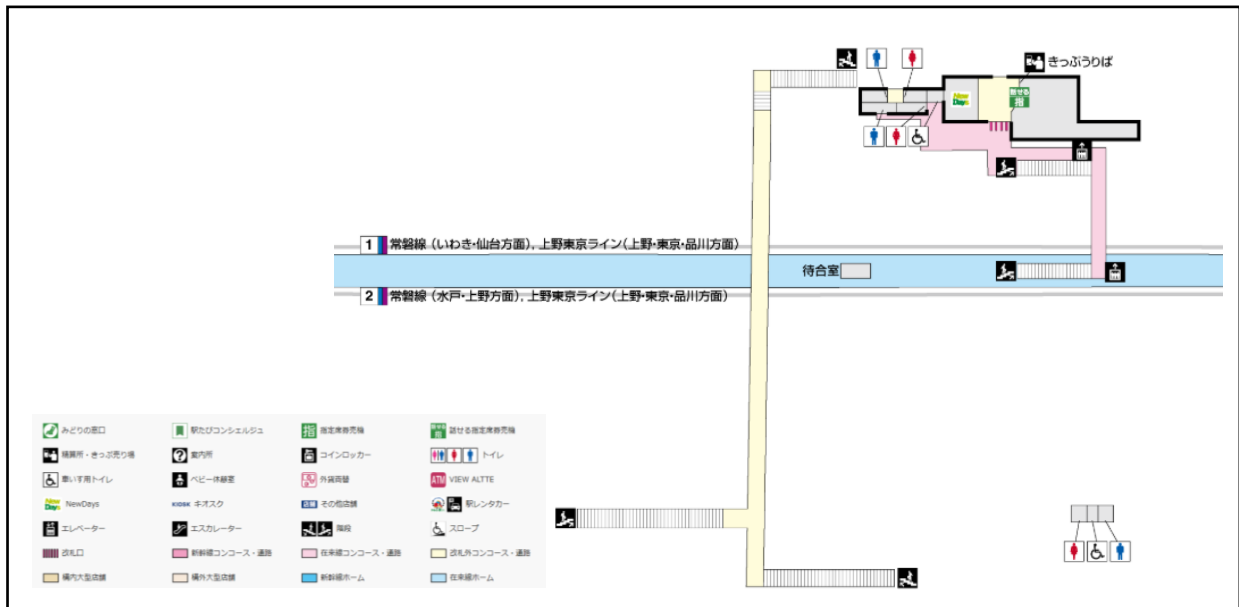 きっぷうりば
New Days
話せる 指
1 常磐線（いわき・仙台方面），上野東京ライン（上野・東京・品川方面）
待合室
2 常磐線（水戸・上野方面），上野東京ライン（上野・東京・品川方面）
みどりの窓口 駅たびコンシェルジュ 指 指定席券売機 話せる指定席券売機
精算所・きっぷ売り場 ? 案内所 コインロッカー トイレ
車いす用トイレ ベビー休憩室 外貨両替 ATM VIEW ALTTE
New Days NewDays KIOSK キオスク 店舗 その他店舗 駅レンタカー
エレベーター エスカレーター 階段 スロープ
改札口 新幹線コンコース・通路 在来線コンコース・通路 改札外コンコース・通路
構内大型店舗 構外大型店舗 新幹線ホーム 在来線ホーム